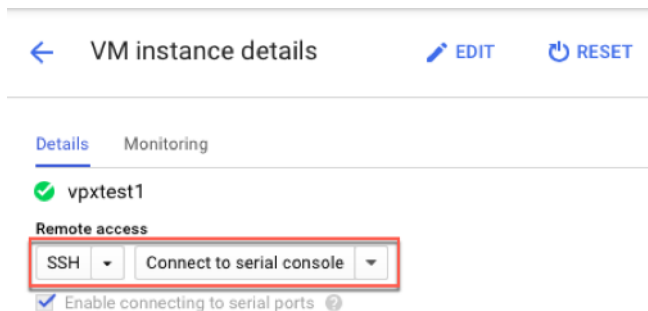 VM instance details EDIT RESET
Details Monitoring
vpxtest1
Remote access
SSH Connect to serial console
Enable connecting to serial ports ?